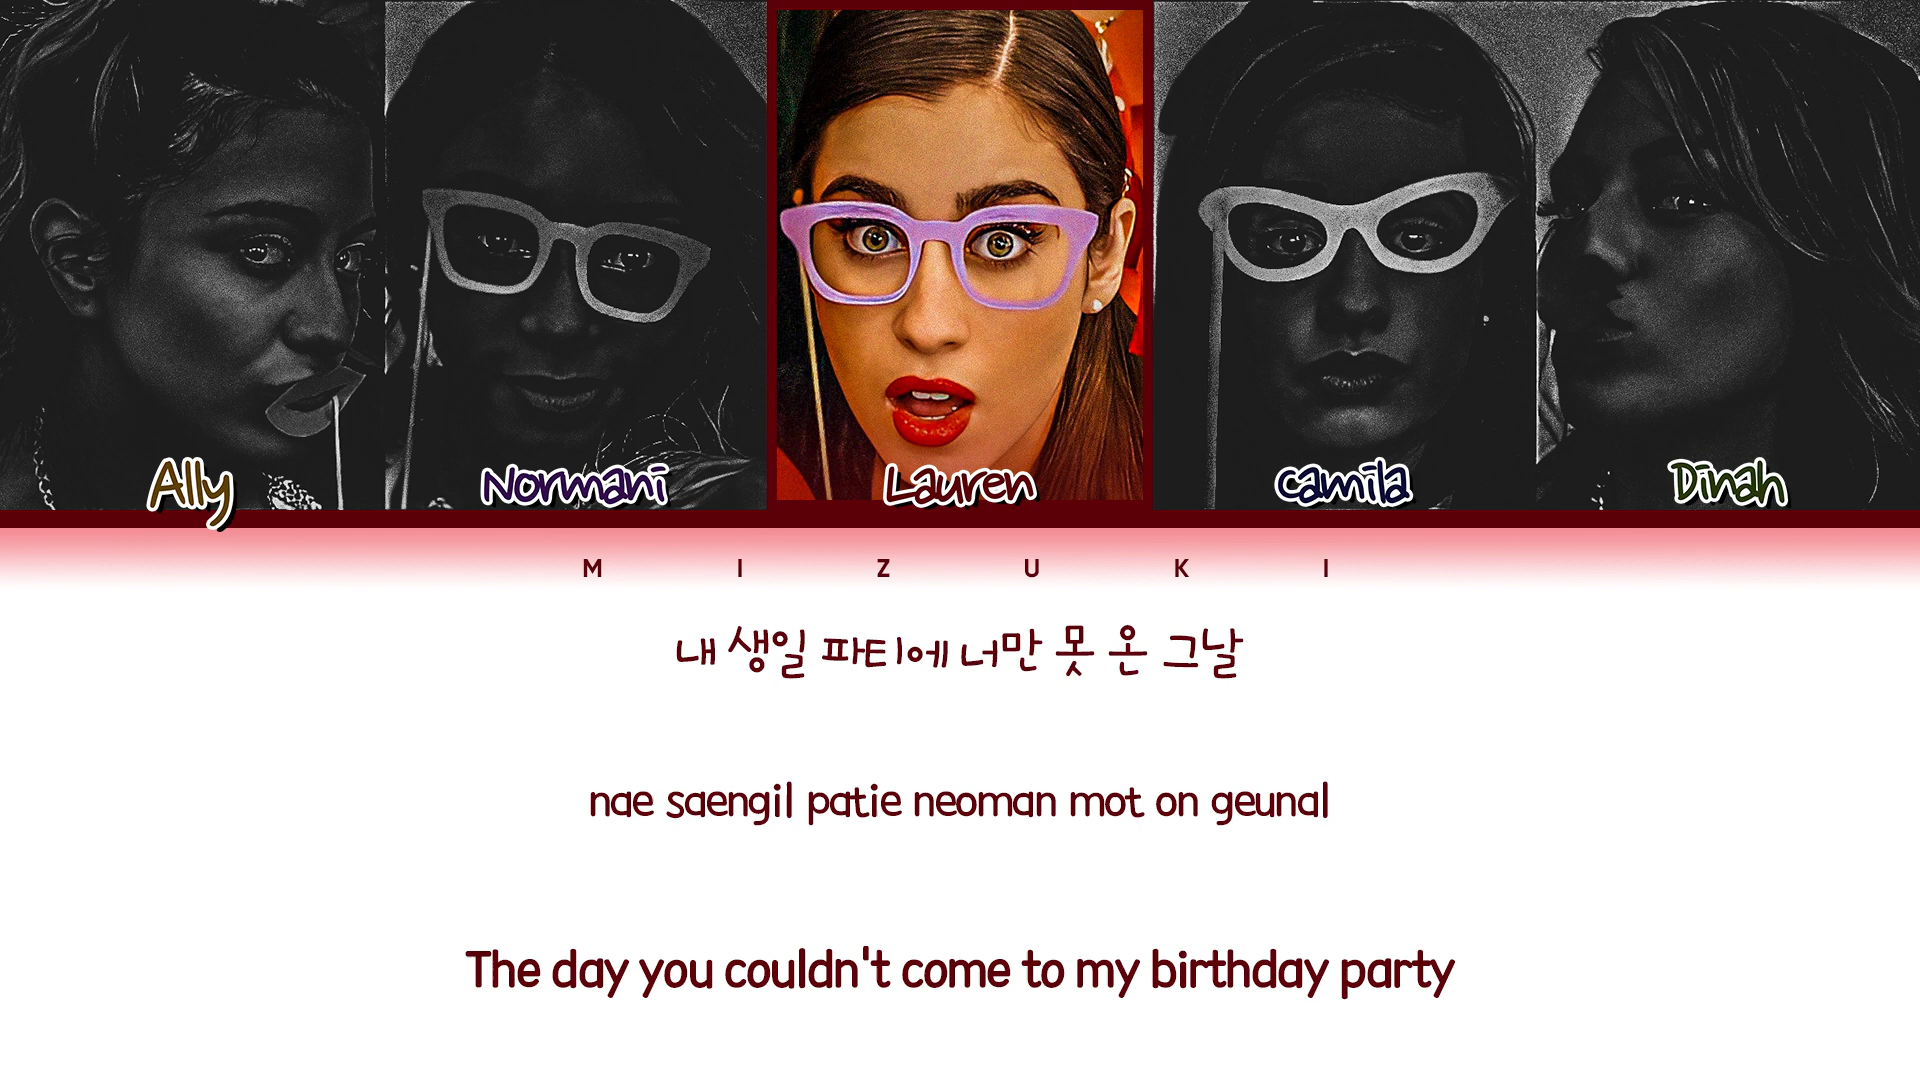 Ally Normani Lauren camila Dinah
M I Z U K I
내 생일 파티에 너만 못 온 그날
nae saengil patie neoman mot on geunal
The day you couldn't come to my birthday party